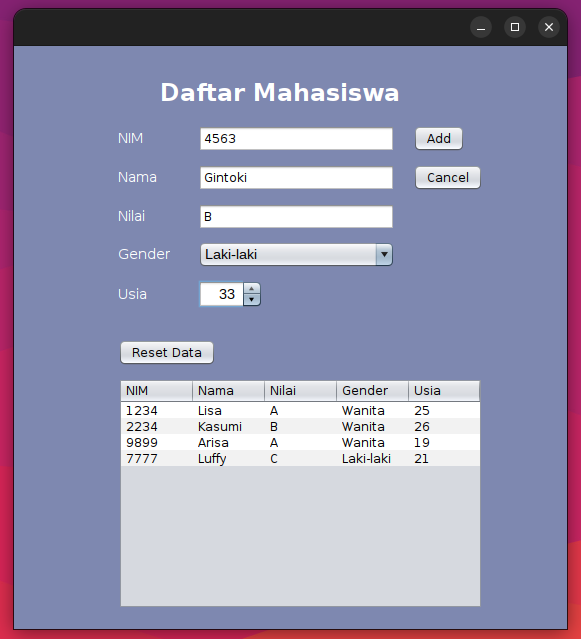 Daftar Mahasiswa
NIM 4563 Add
Nama Gintoki Cancel
Nilai B
Gender Laki-laki
Usia 33
Reset Data
NIM Nama Nilai Gender Usia
1234 Lisa A Wanita 25
2234 Kasumi B Wanita 26
9899 Arisa A Wanita 19
7777 Luffy C Laki-laki 21